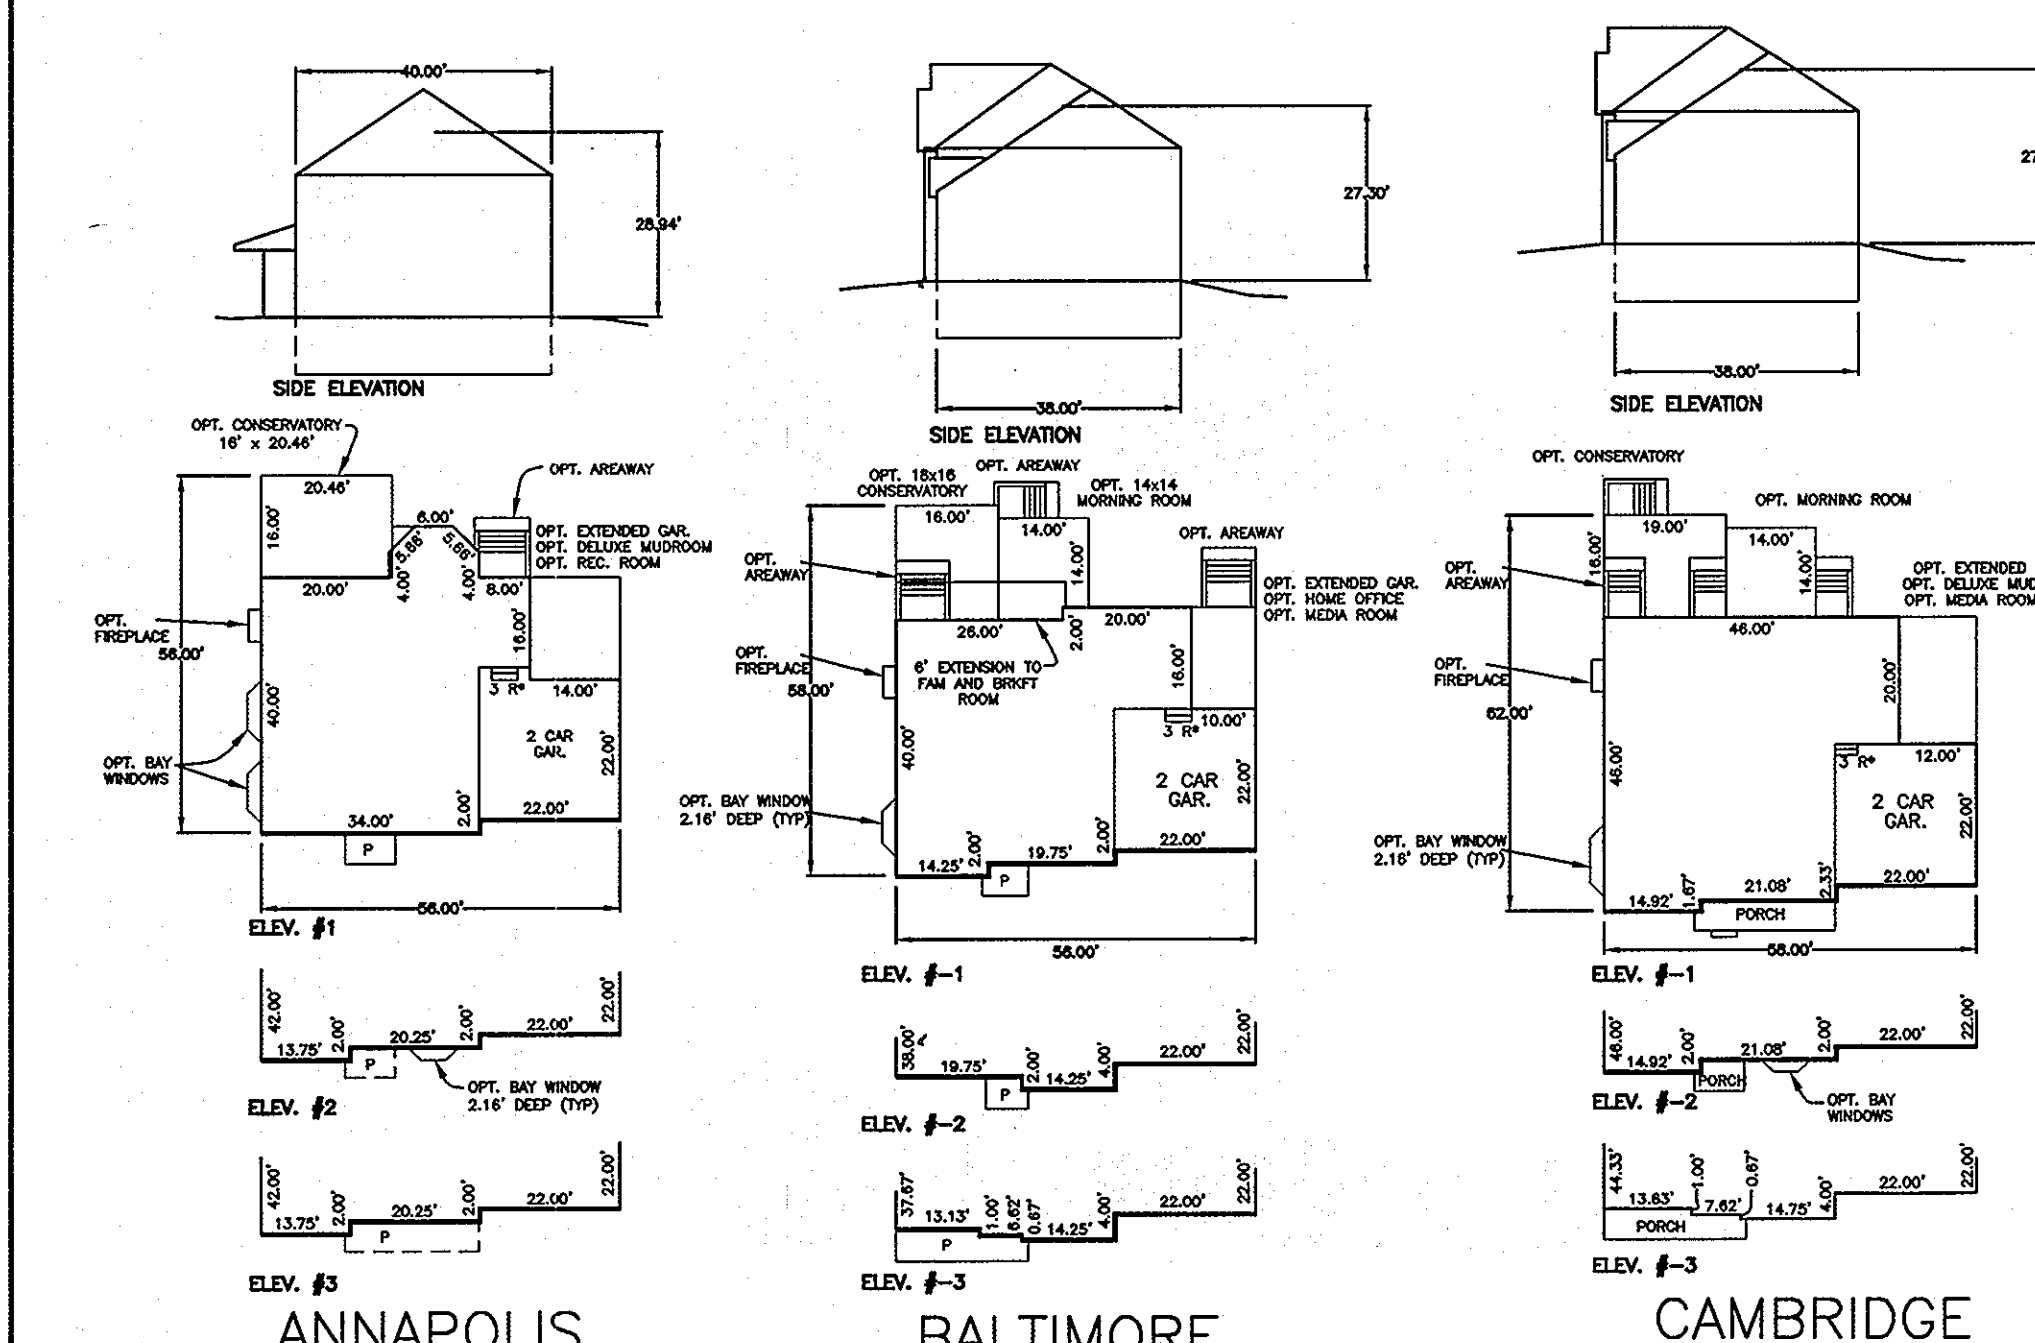 40.00'
28.94'
SIDE ELEVATION
OPT. CONSERVATORY
16' x 20.46'
OPT. AREAWAY
20.46'
16.00'
6.00'
5.66'
4.00'
4.00'
OPT. EXTENDED GAR.
OPT. DELUXE MUDROOM
OPT. REC. ROOM
20.00'
8.00'
OPT.
FIREPLACE
56.00'
16.00'
3 R*
14.00'
40.00'
2 CAR
GAR.
22.00'
OPT. BAY
WINDOWS
34.00'
2.00'
22.00'
P
56.00'
ELEV. #1
42.00'
13.75'
2.00'
20.25'
2.00'
22.00'
22.00'
P
OPT. BAY WINDOW
2.16' DEEP (TYP)
ELEV. #2
42.00'
13.75'
2.00'
20.25'
2.00'
22.00'
22.00'
P
ELEV. #3
ANNAPOLIS
27.30'
38.00'
SIDE ELEVATION
OPT. 18x16
CONSERVATORY
OPT. AREAWAY
OPT. 14x14
MORNING ROOM
16.00'
14.00'
14.00'
OPT. AREAWAY
OPT.
AREAWAY
OPT. EXTENDED GAR.
OPT. HOME OFFICE
OPT. MEDIA ROOM
26.00'
2.00'
20.00'
OPT.
FIREPLACE
58.00'
6' EXTENSION TO
FAM AND BRKFT
ROOM
16.00'
3 R*
10.00'
40.00'
2 CAR
GAR.
22.00'
OPT. BAY WINDOW
2.16' DEEP (TYP)
14.25'
2.00'
19.75'
2.00'
22.00'
P
56.00'
ELEV. #-1
38.00'
19.75'
2.00'
14.25'
4.00'
22.00'
22.00'
P
ELEV. #-2
37.67'
13.13'
1.00'
6.62'
0.67'
14.25'
4.00'
22.00'
22.00'
P
ELEV. #-3
BALTIMORE
27
38.00'
SIDE ELEVATION
OPT. CONSERVATORY
OPT. MORNING ROOM
19.00'
16.00'
14.00'
14.00'
OPT.
AREAWAY
OPT. EXTENDED
OPT. DELUXE MUD
OPT. MEDIA ROOM
46.00'
OPT.
FIREPLACE
62.00'
20.00'
3 R*
12.00'
46.00'
2 CAR
GAR.
22.00'
OPT. BAY WINDOW
2.16' DEEP (TYP)
14.92'
1.67'
21.08'
2.33'
22.00'
PORCH
58.00'
ELEV. #-1
46.00'
14.92'
2.00'
21.08'
2.00'
22.00'
22.00'
PORCH
OPT. BAY
WINDOWS
ELEV. #-2
44.33'
13.63'
1.00'
7.62'
0.67'
14.75'
4.00'
22.00'
22.00'
PORCH
ELEV. #-3
CAMBRIDGE